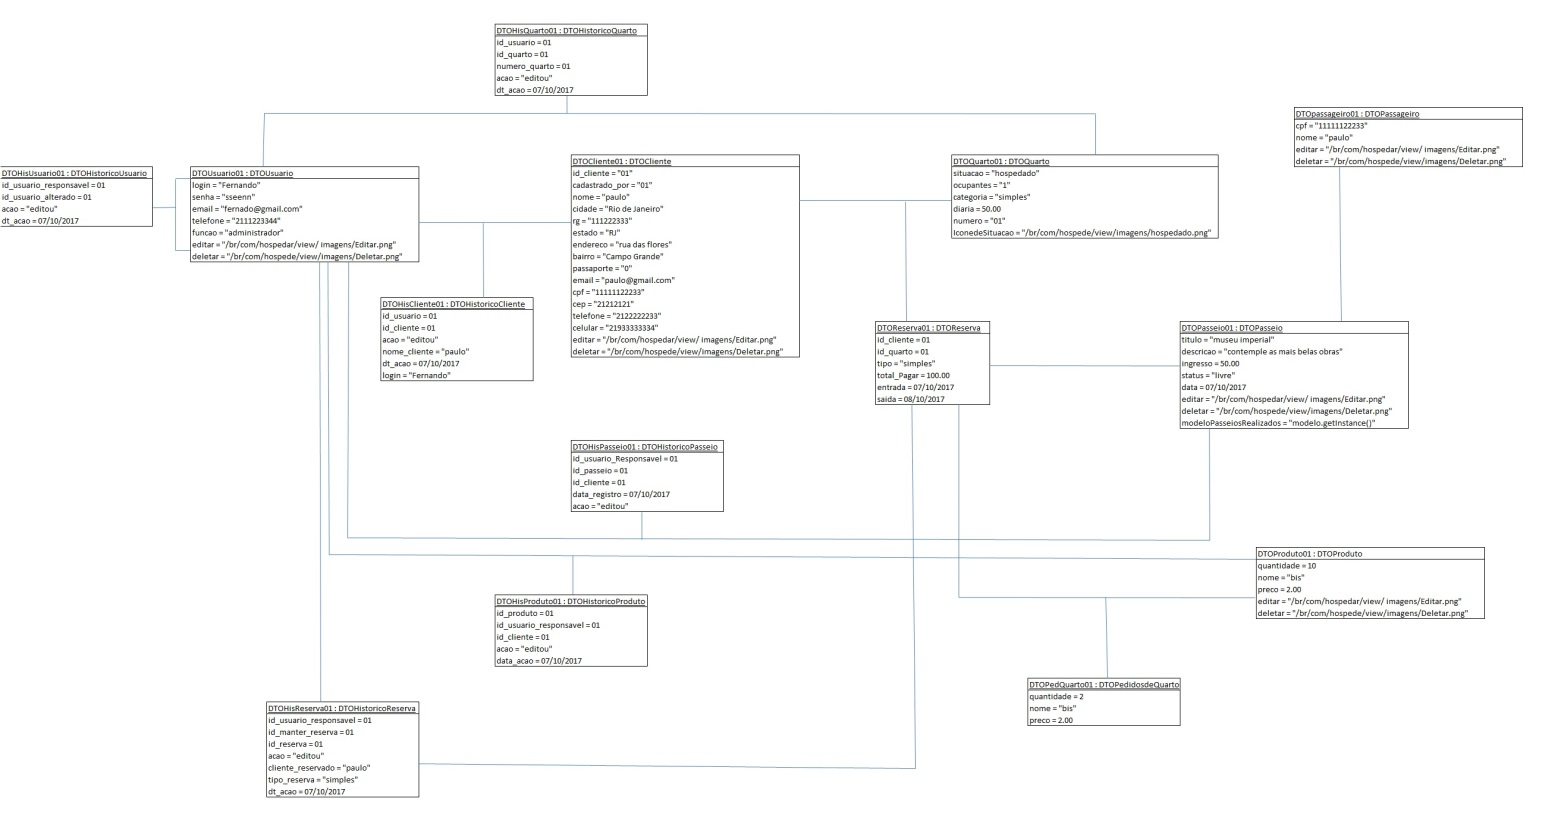 DTOHisQuarto01 : DTOHistoricoQuarto
id_usuario = 01
id_quarto = 01
numero_quarto = 01
acao = "editou"
dt_acao = 07/10/2017
DTOpassageiro01 : DTOPassageiro
cpf = "11111122233"
nome = "paulo"
editar = "/br/com/hospedar/view/ imagens/Editar.png"
deletar = "/br/com/hospede/view/imagens/Deletar.png"
DTOHisUsuario01 : DTOHistoricoUsuario
id_usuario_responsavel = 01
id_usuario_alterado = 01
acao = "editou"
dt_acao = 07/10/2017
DTOUsuario01 : DTOUsuario
login = "Fernando"
senha = "sseenn"
email = "fernado@gmail.com"
telefone = "2111223344"
funcao = "administrador"
editar = "/br/com/hospedar/view/ imagens/Editar.png"
deletar = "/br/com/hospede/view/imagens/Deletar.png"
DTOCliente01 : DTOCliente
id_cliente = "01"
cadastrado_por = "01"
nome = "paulo"
cidade = "Rio de Janeiro"
rg = "111222333"
estado = "RJ"
endereco = "rua das flores"
bairro = "Campo Grande"
passaporte = "0"
email = "paulo@gmail.com"
cpf = "11111122233"
cep = "21212121"
telefone = "2122222233"
celular = "21933333334"
editar = "/br/com/hospedar/view/ imagens/Editar.png"
deletar = "/br/com/hospede/view/imagens/Deletar.png"
DTOQuarto01 : DTOQuarto
situacao = "hospedado"
ocupantes = "1"
categoria = "simples"
diaria = 50.00
numero = "01"
IconedeSituacao = "/br/com/hospede/view/imagens/hospedado.png"
DTOHisCliente01 : DTOHistoricoCliente
id_usuario = 01
id_cliente = 01
acao = "editou"
nome_cliente = "paulo"
dt_acao = 07/10/2017
login = "Fernando"
DTOReserva01 : DTOReserva
id_cliente = 01
id_quarto = 01
tipo = "simples"
total_Pagar = 100.00
entrada = 07/10/2017
saida = 08/10/2017
DTOPasseio01 : DTOPasseio
titulo = "museu imperial"
descricao = "contemple as mais belas obras"
ingresso = 50.00
status = "livre"
data = 07/10/2017
editar = "/br/com/hospedar/view/ imagens/Editar.png"
deletar = "/br/com/hospede/view/imagens/Deletar.png"
modeloPasseiosRealizados = "modelo.getInstance()"
DTOHisPasseio01 : DTOHistoricoPasseio
id_usuario_Responsavel = 01
id_passeio = 01
id_cliente = 01
data_registro = 07/10/2017
acao = "editou"
DTOProduto01 : DTOProduto
quantidade = 10
nome = "bis"
preco = 2.00
editar = "/br/com/hospedar/view/ imagens/Editar.png"
deletar = "/br/com/hospede/view/imagens/Deletar.png"
DTOHisProduto01 : DTOHistoricoProduto
id_produto = 01
id_usuario_responsavel = 01
id_cliente = 01
acao = "editou"
data_acao = 07/10/2017
DTOPedQuarto01 : DTOPedidosdeQuarto
quantidade = 2
nome = "bis"
preco = 2.00
DTOHisReserva01 : DTOHistoricoReserva
id_usuario_responsavel = 01
id_manter_reserva = 01
id_reserva = 01
acao = "editou"
cliente_reservado = "paulo"
tipo_reserva = "simples"
dt_acao = 07/10/2017